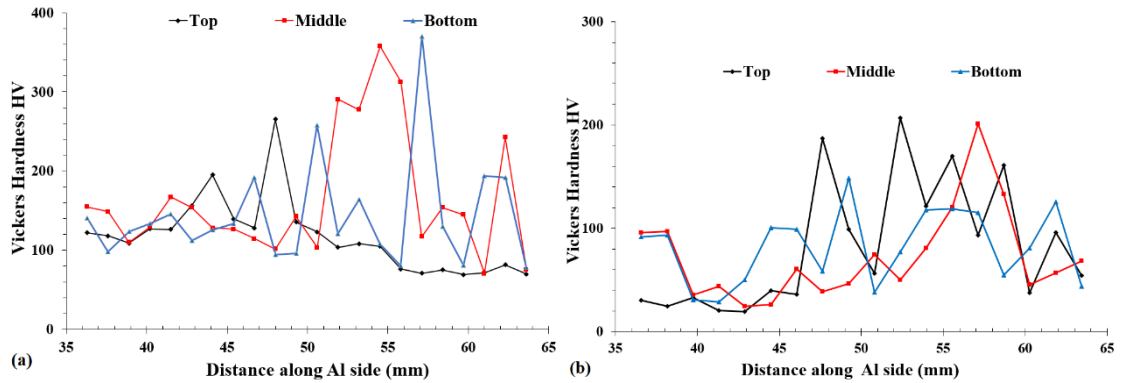 Top Middle Bottom
Vickers Hardness HV
400
300
200
100
0
35 40 45 50 55 60 65
(a)
Distance along Al side (mm)
Top Middle Bottom
Vickers Hardness HV
300
200
100
0
35 40 45 50 55 60 65
(b)
Distance along Al side (mm)